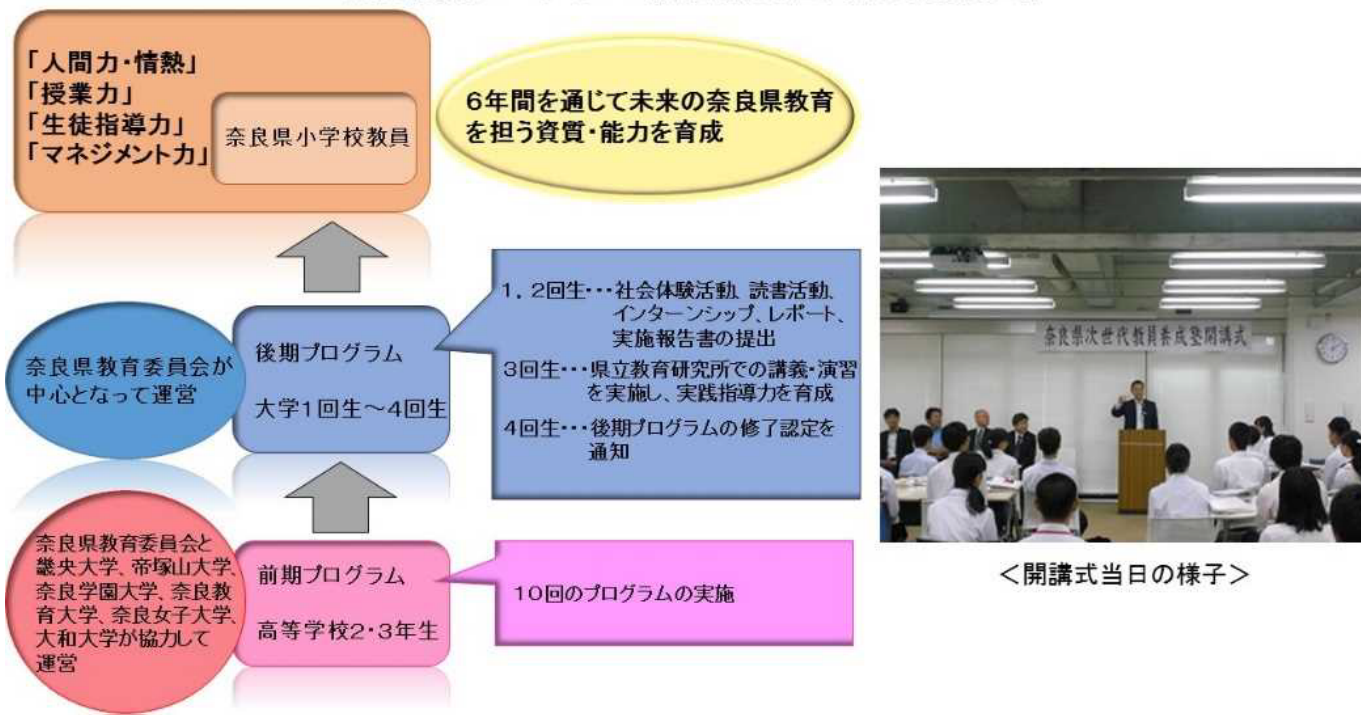 「人間力・情熱」
「授業力」
「生徒指導力」
「マネジメント力」
奈良県小学校教員
6年間を通じて未来の奈良県教育
を担う資質・能力を育成
奈良県教育委員会が
中心となって運営
後期プログラム
大学1回生～4回生
1，2回生・・・社会体験活動、読書活動、
インターンシップ、レポート、
実施報告書の提出
3回生・・・県立教育研究所での講義・演習
を実施し、実践指導力を育成
4回生・・・後期プログラムの修了認定を
通知
奈良県教育委員会と
畿央大学、帝塚山大学、
奈良学園大学、奈良教
育大学、奈良女子大学、
大和大学が協力して
運営
前期プログラム
高等学校2・3年生
10回のプログラムの実施
奈良県次世代教員養成塾開講式
＜開講式当日の様子＞